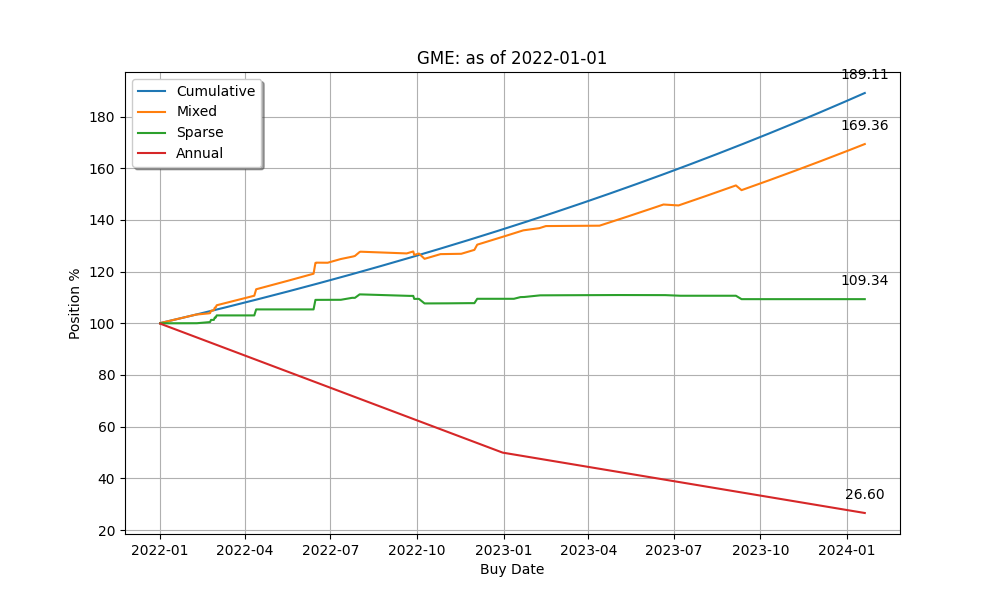 GME: as of 2022-01-01
189.11
Cumulative
Mixed
Sparse
Annual
169.36
109.34
26.60
180
160
140
120
100
80
60
40
20
Position %
2022-01 2022-04 2022-07 2022-10 2023-01 2023-04 2023-07 2023-10 2024-01
Buy Date